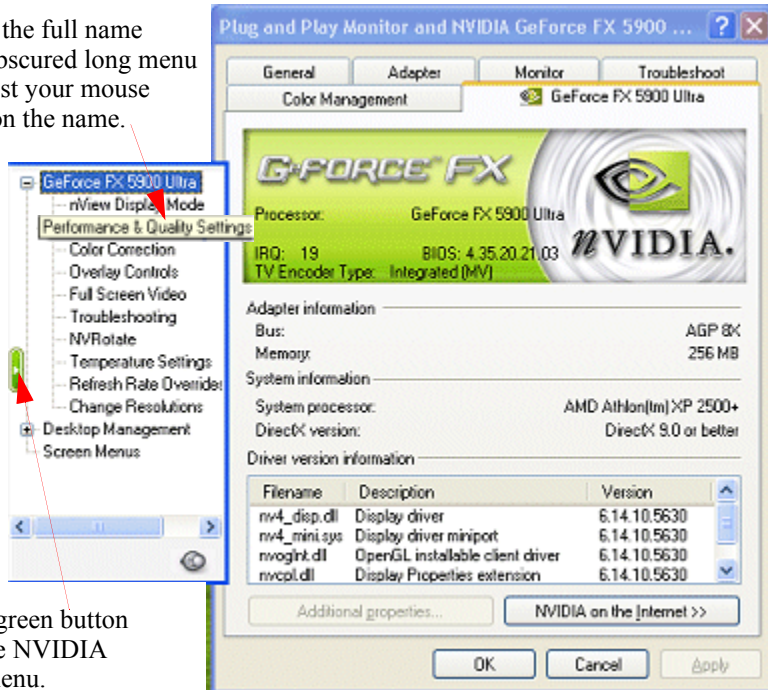 the full name
bscured long menu
st your mouse
on the name.
GeForce FX 5900 Ultra
nView Display Mode
Performance & Quality Settings
Color Correction
Overlay Controls
Full Screen Video
Troubleshooting
NVRotate
Temperature Settings
Refresh Rate Overrides
Change Resolutions
Desktop Management
Screen Menus
green button
e NVIDIA
enu.
Plug and Play Monitor and NVIDIA GeForce FX 5900 ...
General Adapter Monitor Troubleshoot
Color Management GeForce FX 5900 Ultra
GEFORCE FX
Processor: GeForce FX 5900 Ultra
IRQ: 19 BIOS: 4.35.20.21.03
TV Encoder Type: Integrated (MV)
nVIDIA.
Adapter information
Bus: AGP 8X
Memory: 256 MB
System information
System processor: AMD Athlon(tm) XP 2500+
DirectX version: DirectX 9.0 or better
Driver version information
Filename Description Version
nv4_disp.dll Display driver 6.14.10.5630
nv4_mini.sys Display driver miniport 6.14.10.5630
nvoglnt.dll OpenGL installable client driver 6.14.10.5630
nvcpl.dll Display Properties extension 6.14.10.5630
Additional properties... NVIDIA on the Internet >>
OK Cancel Apply